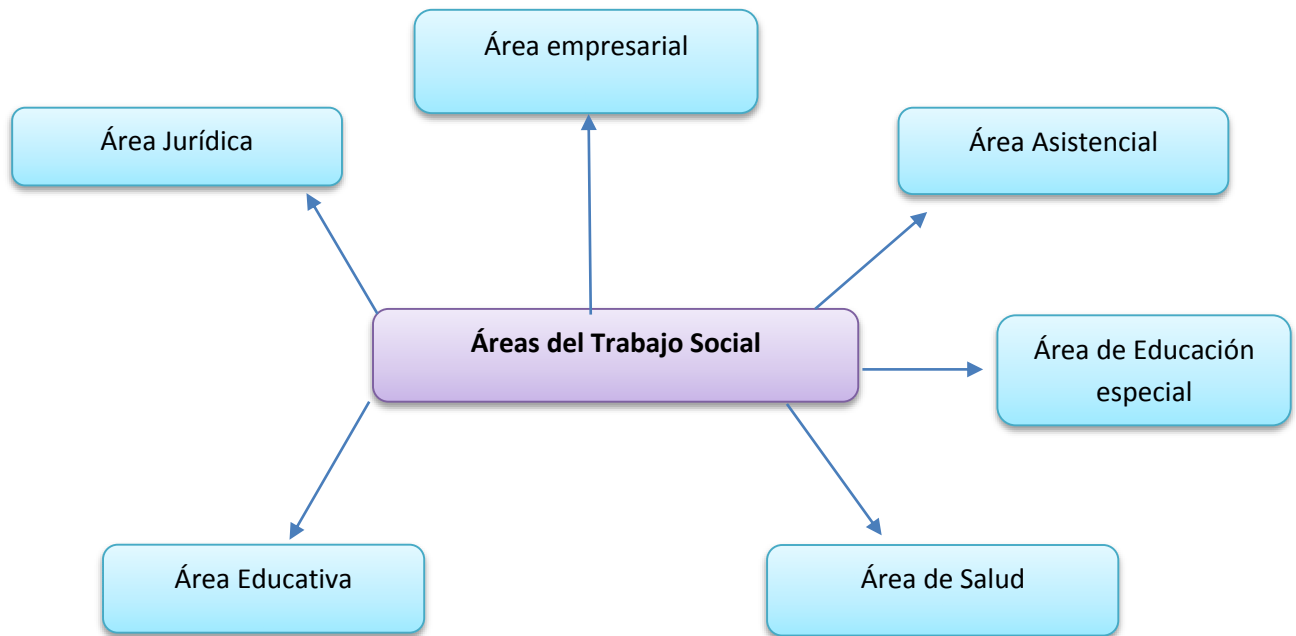 Área empresarial
Área Jurídica
Área Asistencial
Áreas del Trabajo Social
Área de Educación
especial
Área Educativa
Área de Salud